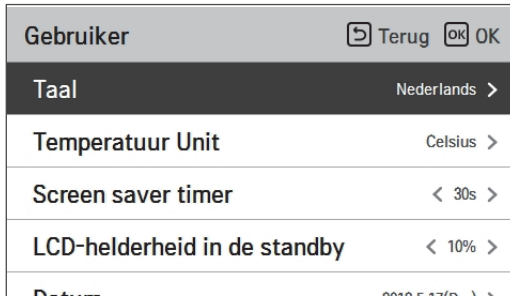 Gebruiker Terug OK OK
Taal Nederlands >
Temperatuur Unit Celsius >
Screen saver timer < 30s >
LCD-helderheid in de standby < 10% >
Datum